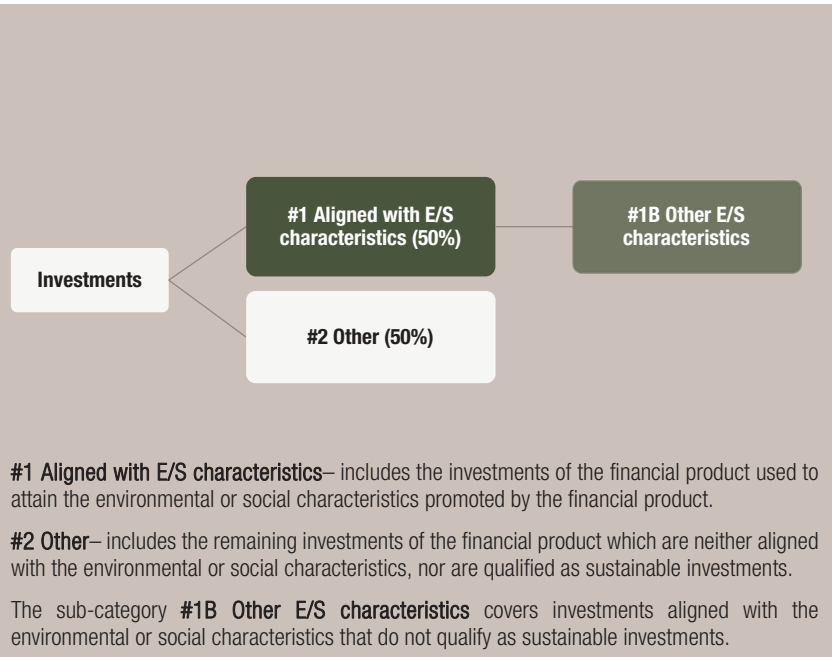 #1 Aligned with E/S
characteristics (50%)
#1B Other E/S
characteristics
Investments
#2 Other (50%)
#1 Aligned with E/S characteristics– includes the investments of the financial product used to
attain the environmental or social characteristics promoted by the financial product.
#2 Other– includes the remaining investments of the financial product which are neither aligned
with the environmental or social characteristics, nor are qualified as sustainable investments.
The sub-category #1B Other E/S characteristics covers investments aligned with the
environmental or social characteristics that do not qualify as sustainable investments.